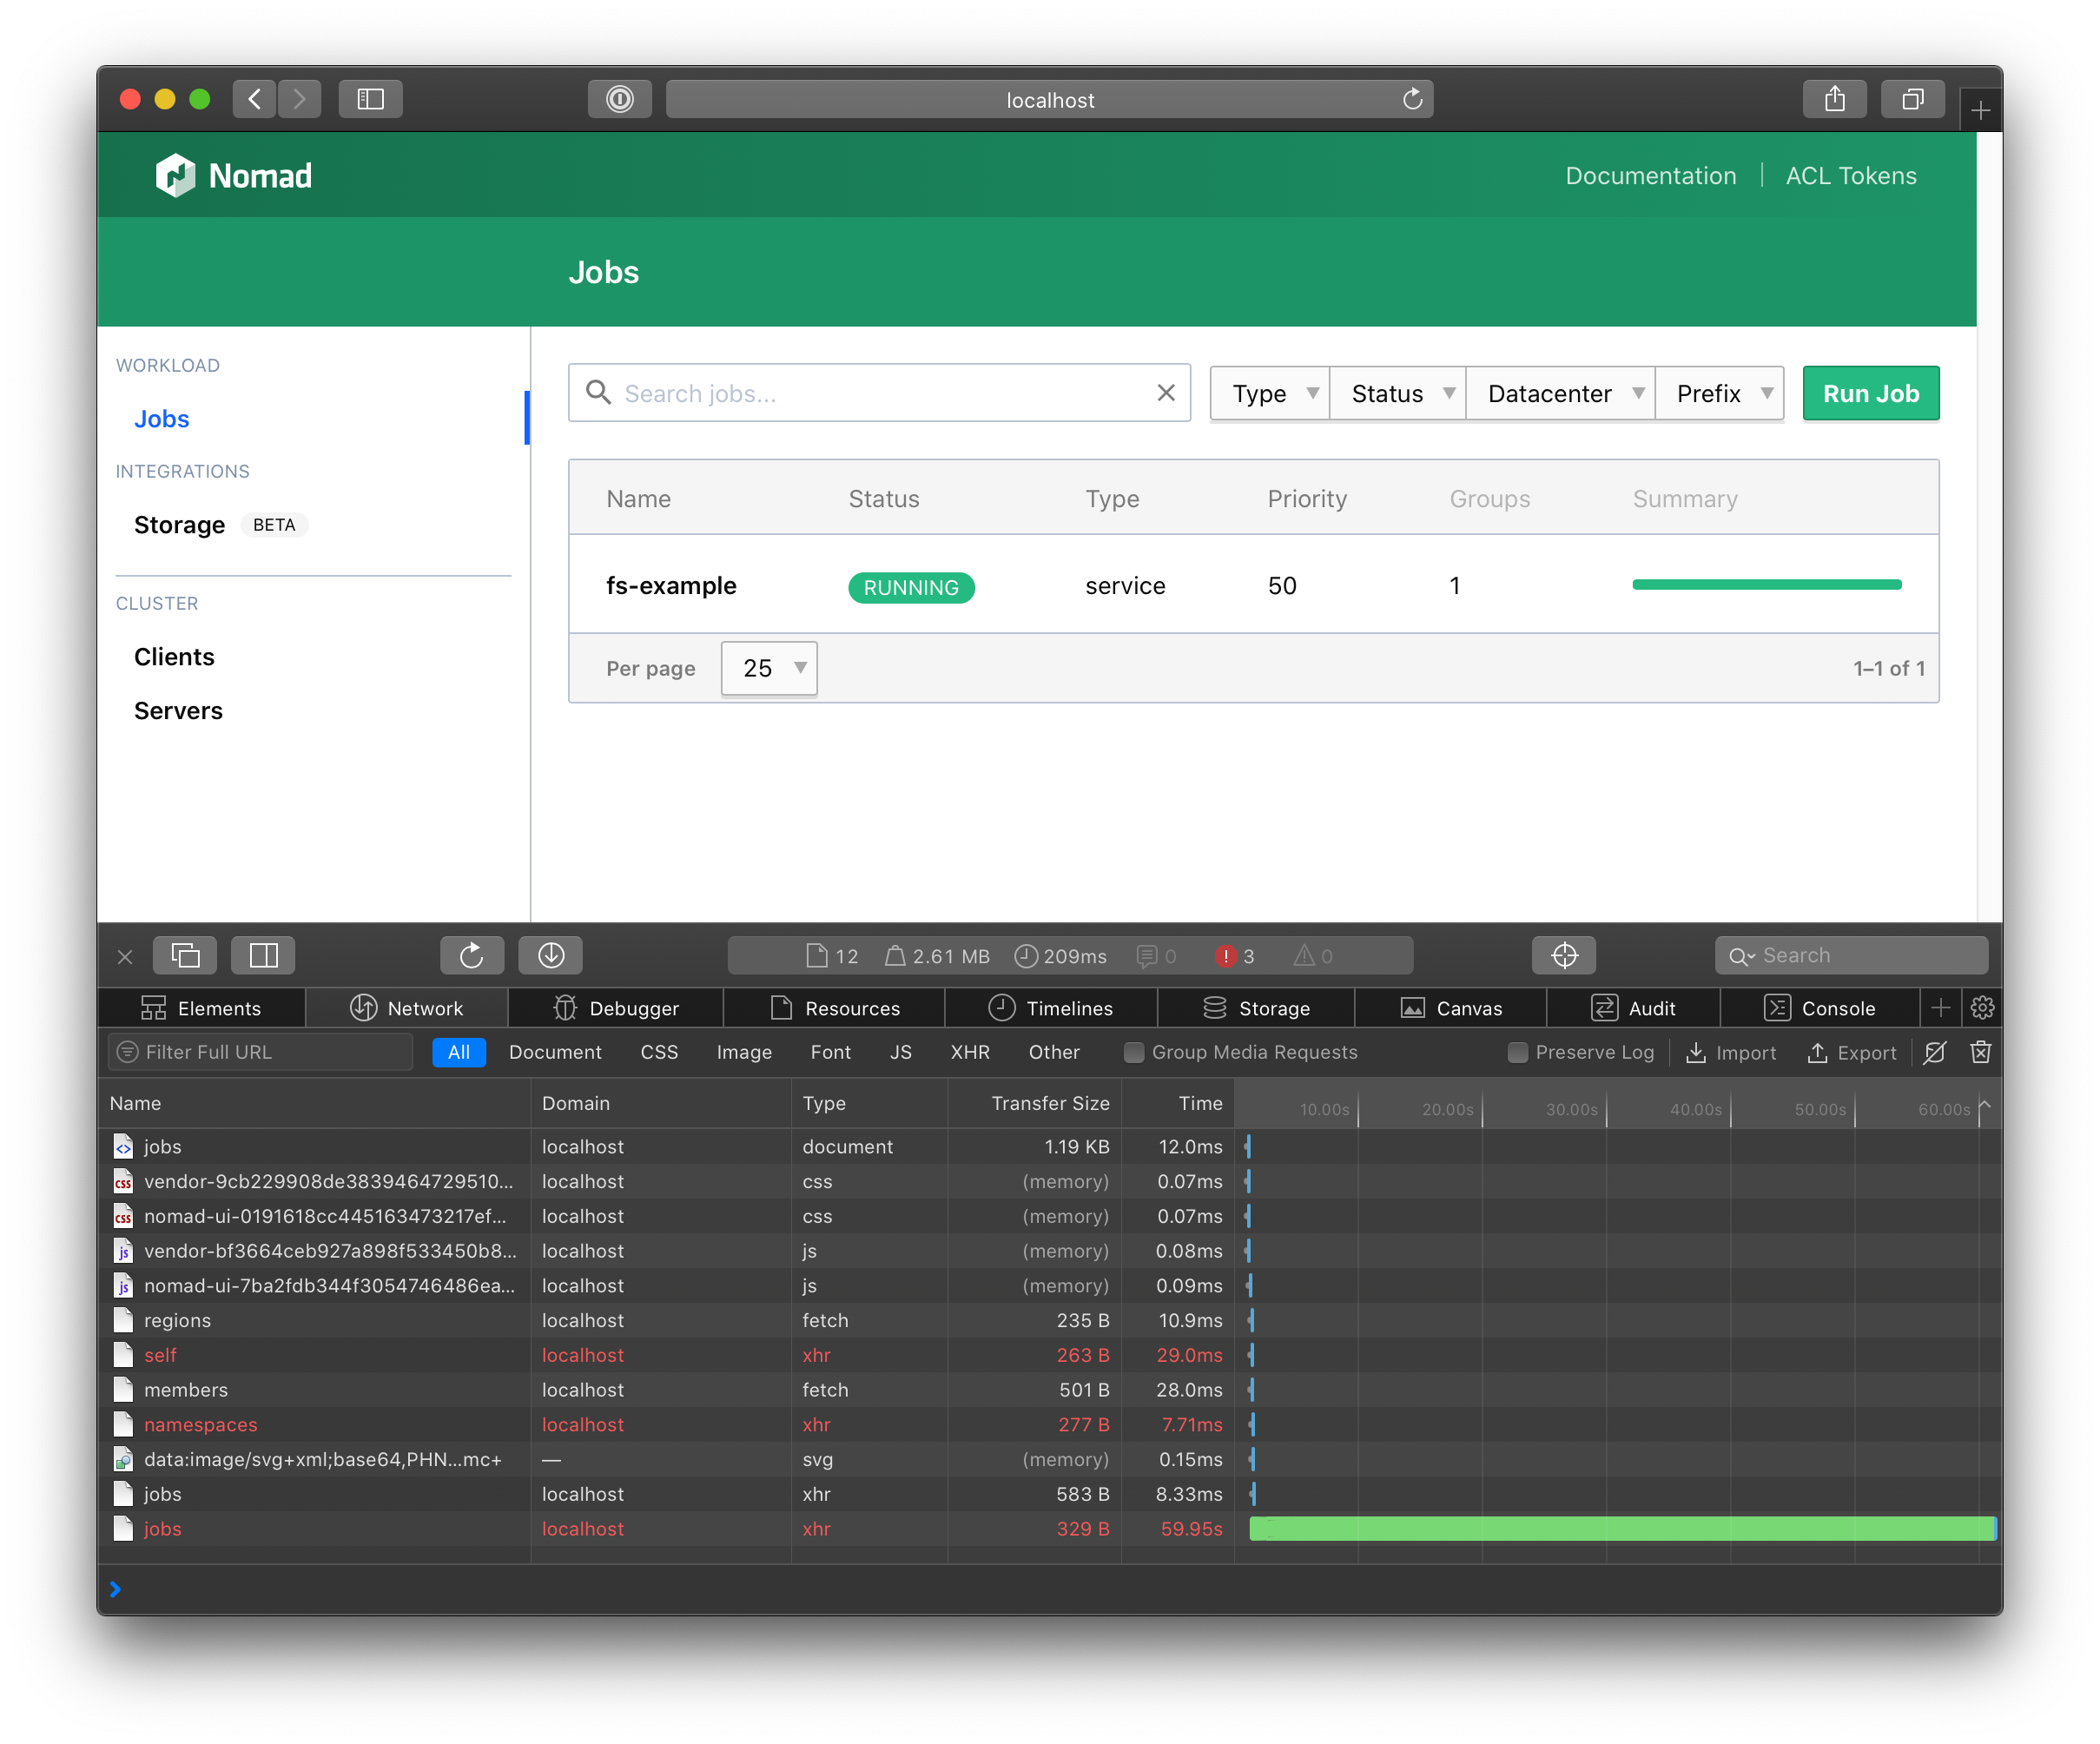 localhost
Nomad
Documentation | ACL Tokens
Jobs
WORKLOAD
Jobs
INTEGRATIONS
Storage BETA
CLUSTER
Clients
Servers
Search jobs...
Type Status Datacenter Prefix Run Job
Name Status Type Priority Groups Summary
fs-example RUNNING service 50 1
Per page 25 1–1 of 1
12 2.61 MB 209ms 0 3 0 Search
Elements Network Debugger Resources Timelines Storage Canvas Audit Console
Filter Full URL All Document CSS Image Font JS XHR Other Group Media Requests Preserve Log Import Export
Name Domain Type Transfer Size Time 10.00s 20.00s 30.00s 40.00s 50.00s 60.00s
jobs localhost document 1.19 KB 12.0ms
vendor-9cb229908de3839464729510... localhost css (memory) 0.07ms
nomad-ui-0191618cc445163473217ef... localhost css (memory) 0.07ms
vendor-bf3664ceb927a898f533450b8... localhost js (memory) 0.08ms
nomad-ui-7ba2fdb344f3054746486ea... localhost js (memory) 0.09ms
regions localhost fetch 235 B 10.9ms
self localhost xhr 263 B 29.0ms
members localhost fetch 501 B 28.0ms
namespaces localhost xhr 277 B 7.71ms
data:image/svg+xml;base64,PHN...mc+ — svg (memory) 0.15ms
jobs localhost xhr 583 B 8.33ms
jobs localhost xhr 329 B 59.95s